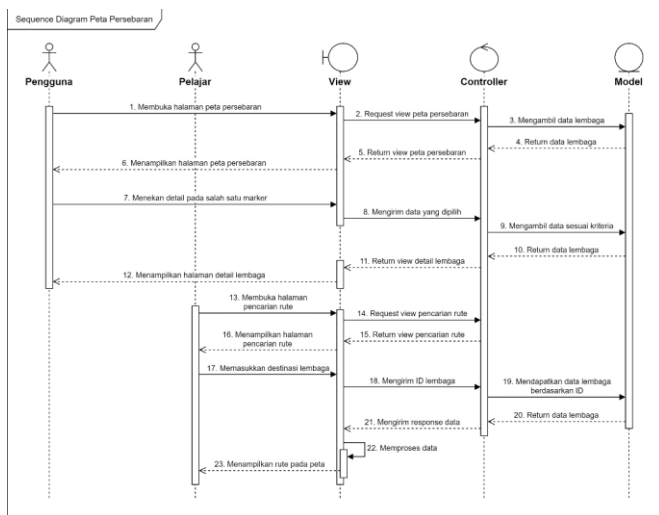 Sequence Diagram Peta Persebaran
Pengguna
Pelajar
View
Controller
Model
1. Membuka halaman peta persebaran
2. Request view peta persebaran
3. Mengambil data lembaga
4. Return data lembaga
5. Return view peta persebaran
6. Menampilkan halaman peta persebaran
7. Menekan detail pada salah satu marker
8. Mengirim data yang dipilih
9. Mengambil data sesuai kriteria
10. Return data lembaga
11. Return view detail lembaga
12. Menampilkan halaman detail lembaga
13. Membuka halaman
pencarian rute
14. Request view pencarian rute
15. Return view pencarian rute
16. Menampilkan halaman
pencarian rute
17. Memasukkan destinasi lembaga
18. Mengirim ID lembaga
19. Mendapatkan data lembaga
berdasarkan ID
20. Return data lembaga
21. Mengirim response data
22. Memproses data
23. Menampilkan rute pada peta